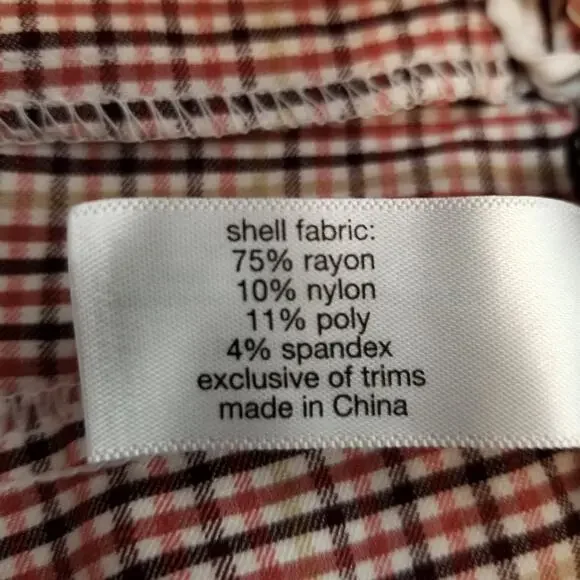 shell fabric:
75% rayon
10% nylon
11% poly
4% spandex
exclusive of trims
made in China